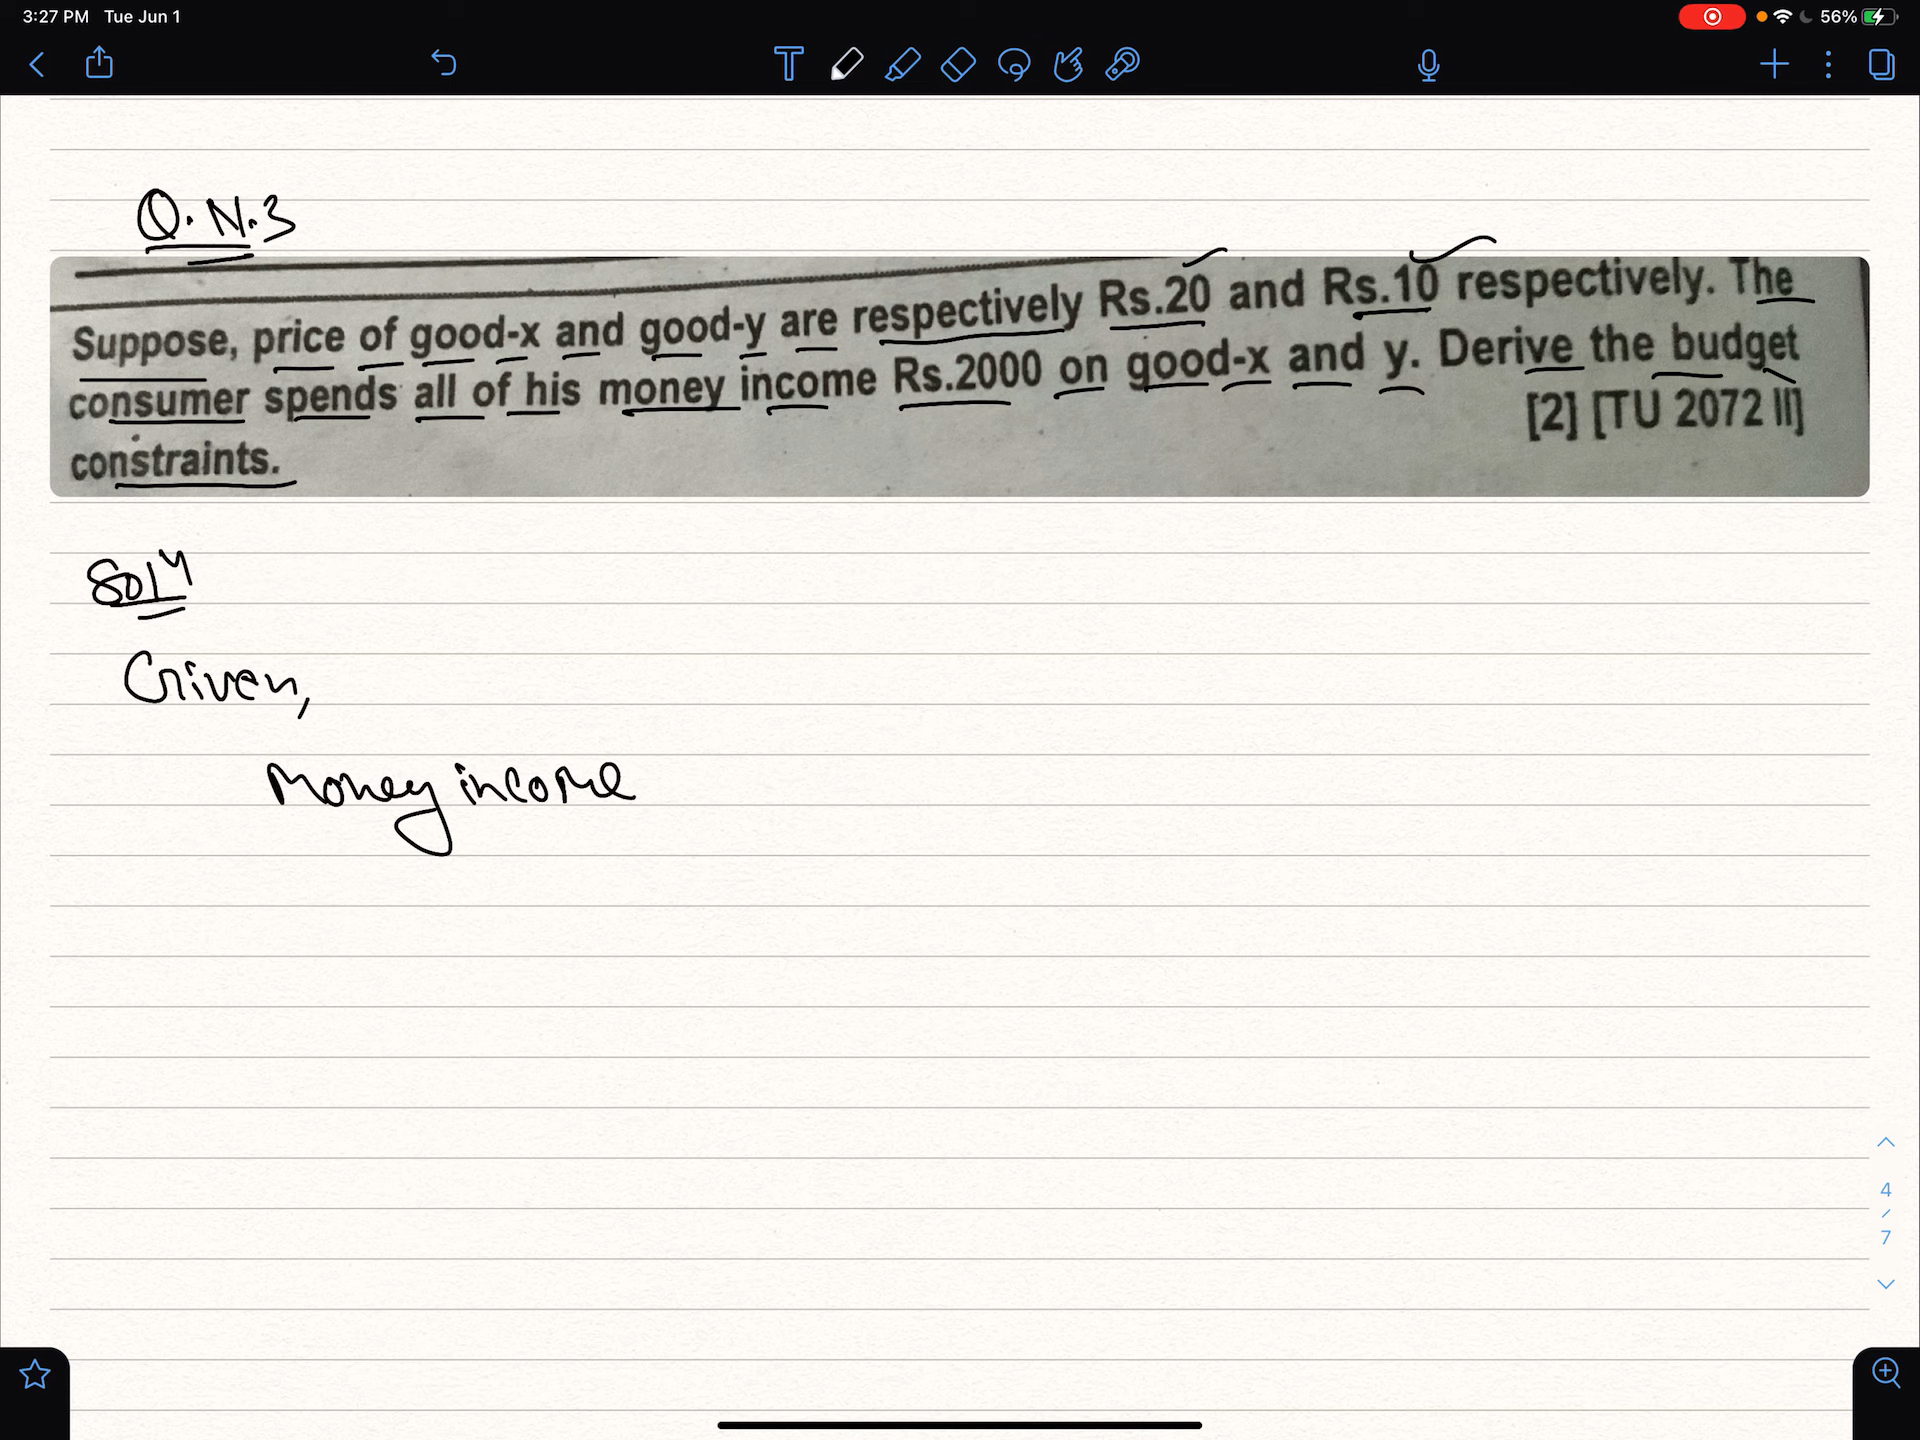 3:27 PM Tue Jun 1
56%
Q.N.3
Suppose, price of good-x and good-y are respectively Rs.20 and Rs.10 respectively. The
consumer spends all of his money income Rs.2000 on good-x and y. Derive the budget
constraints.
[2] [TU 2072 II]
Solⁿ
Given,
Money income
4
/
7